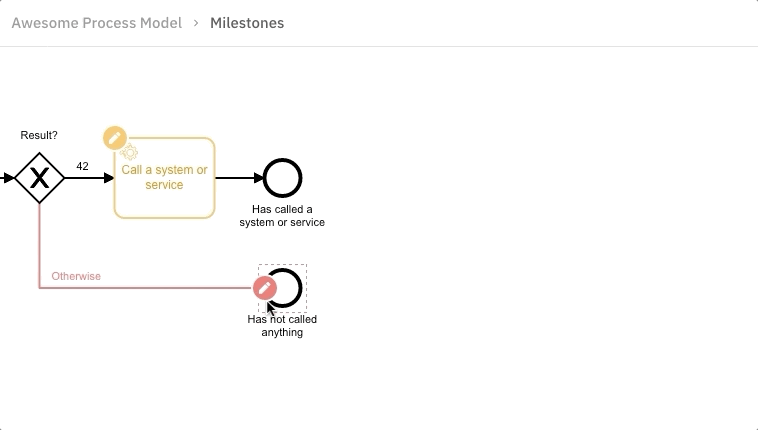 Awesome Process Model > Milestones
Result?
42
Call a system or
service
Has called a
system or service
Otherwise
Has not called
anything